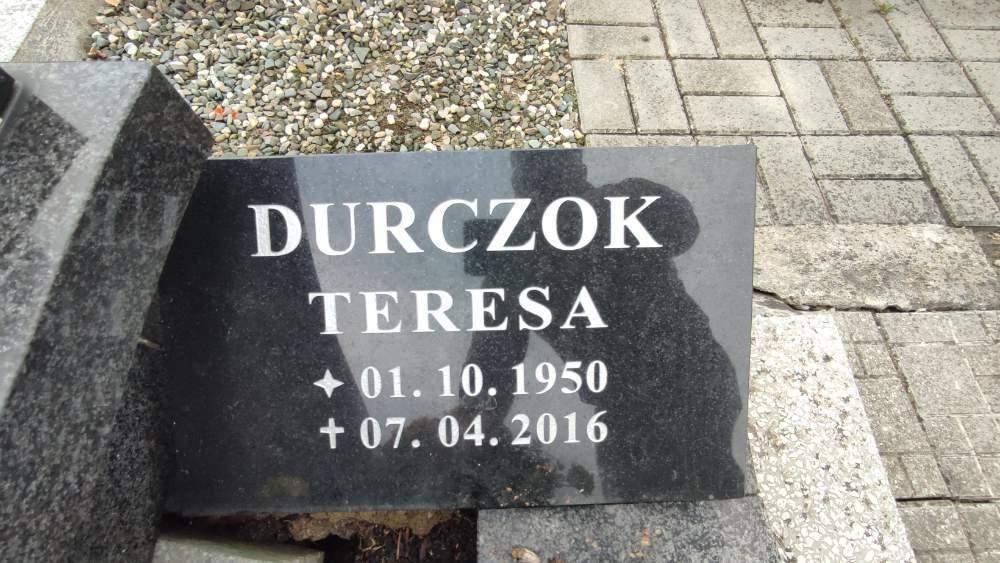 DURCZOK
TERESA
✦ 01. 10. 1950
✝ 07. 04. 2016